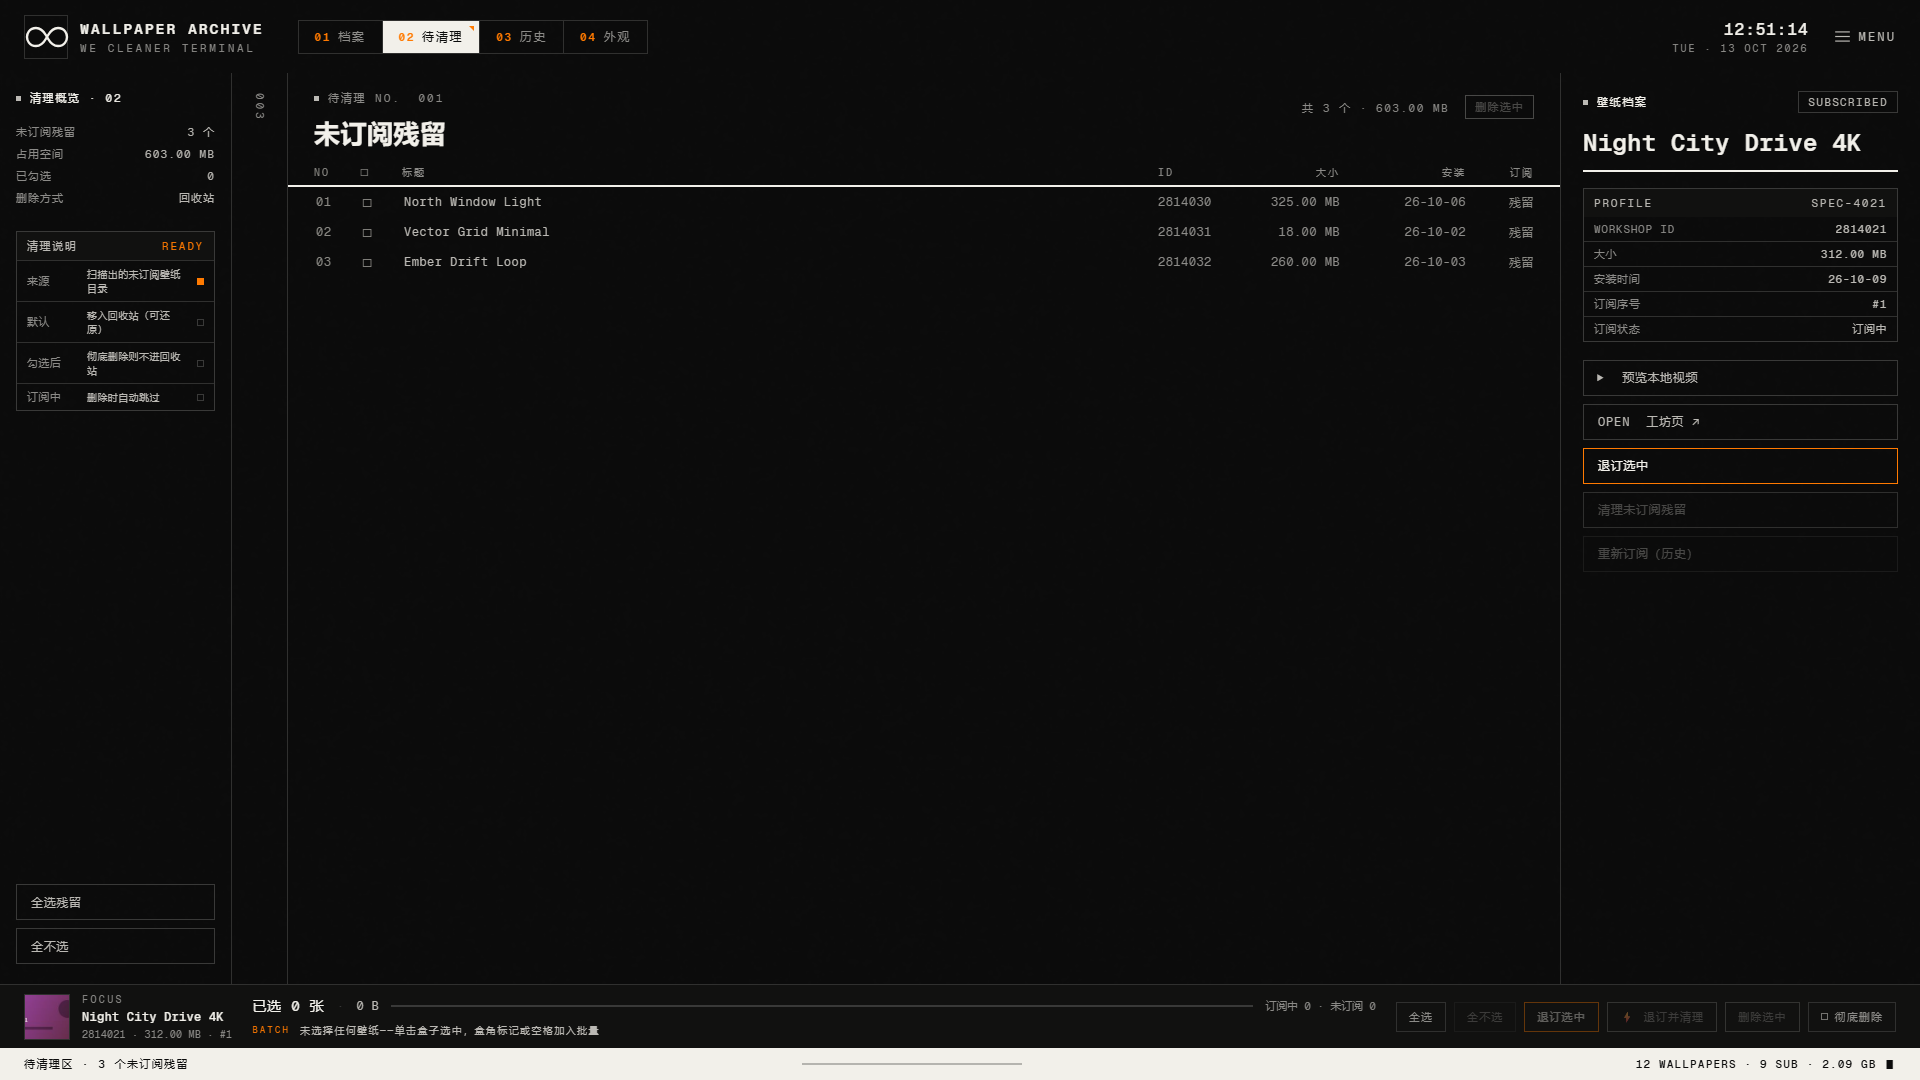 WALLPAPER ARCHIVE
WE CLEANER TERMINAL
01 档案
02 待清理
03 历史
04 外观
12:51:14
TUE · 13 OCT 2026
MENU
清理概览 · 02
未订阅残留 3 个
占用空间 603.00 MB
已勾选 0
删除方式 回收站
清理说明 READY
来源 扫描出的未订阅壁纸
目录
默认 移入回收站（可还
原）
勾选后 彻底删除则不进回收
站
订阅中 删除时自动跳过
全选残留
全不选
003
待清理 NO. 001
未订阅残留
共 3 个 · 603.00 MB
删除选中
NO 标题 ID 大小 安装 订阅
01 North Window Light 2814030 325.00 MB 26-10-06 残留
02 Vector Grid Minimal 2814031 18.00 MB 26-10-02 残留
03 Ember Drift Loop 2814032 260.00 MB 26-10-03 残留
壁纸档案 SUBSCRIBED
Night City Drive 4K
PROFILE SPEC-4021
WORKSHOP ID 2814021
大小 312.00 MB
安装时间 26-10-09
订阅序号 #1
订阅状态 订阅中
预览本地视频
OPEN 工坊页 ↗
退订选中
清理未订阅残留
重新订阅（历史）
FOCUS
Night City Drive 4K
2814021 · 312.00 MB · #1
已选 0 张 · 0 B
订阅中 0 · 未订阅 0
BATCH 未选择任何壁纸——单击盒子选中，盒角标记或空格加入批量
全选
全不选
退订选中
退订并清理
删除选中
彻底删除
待清理区 · 3 个未订阅残留
12 WALLPAPERS · 9 SUB · 2.09 GB